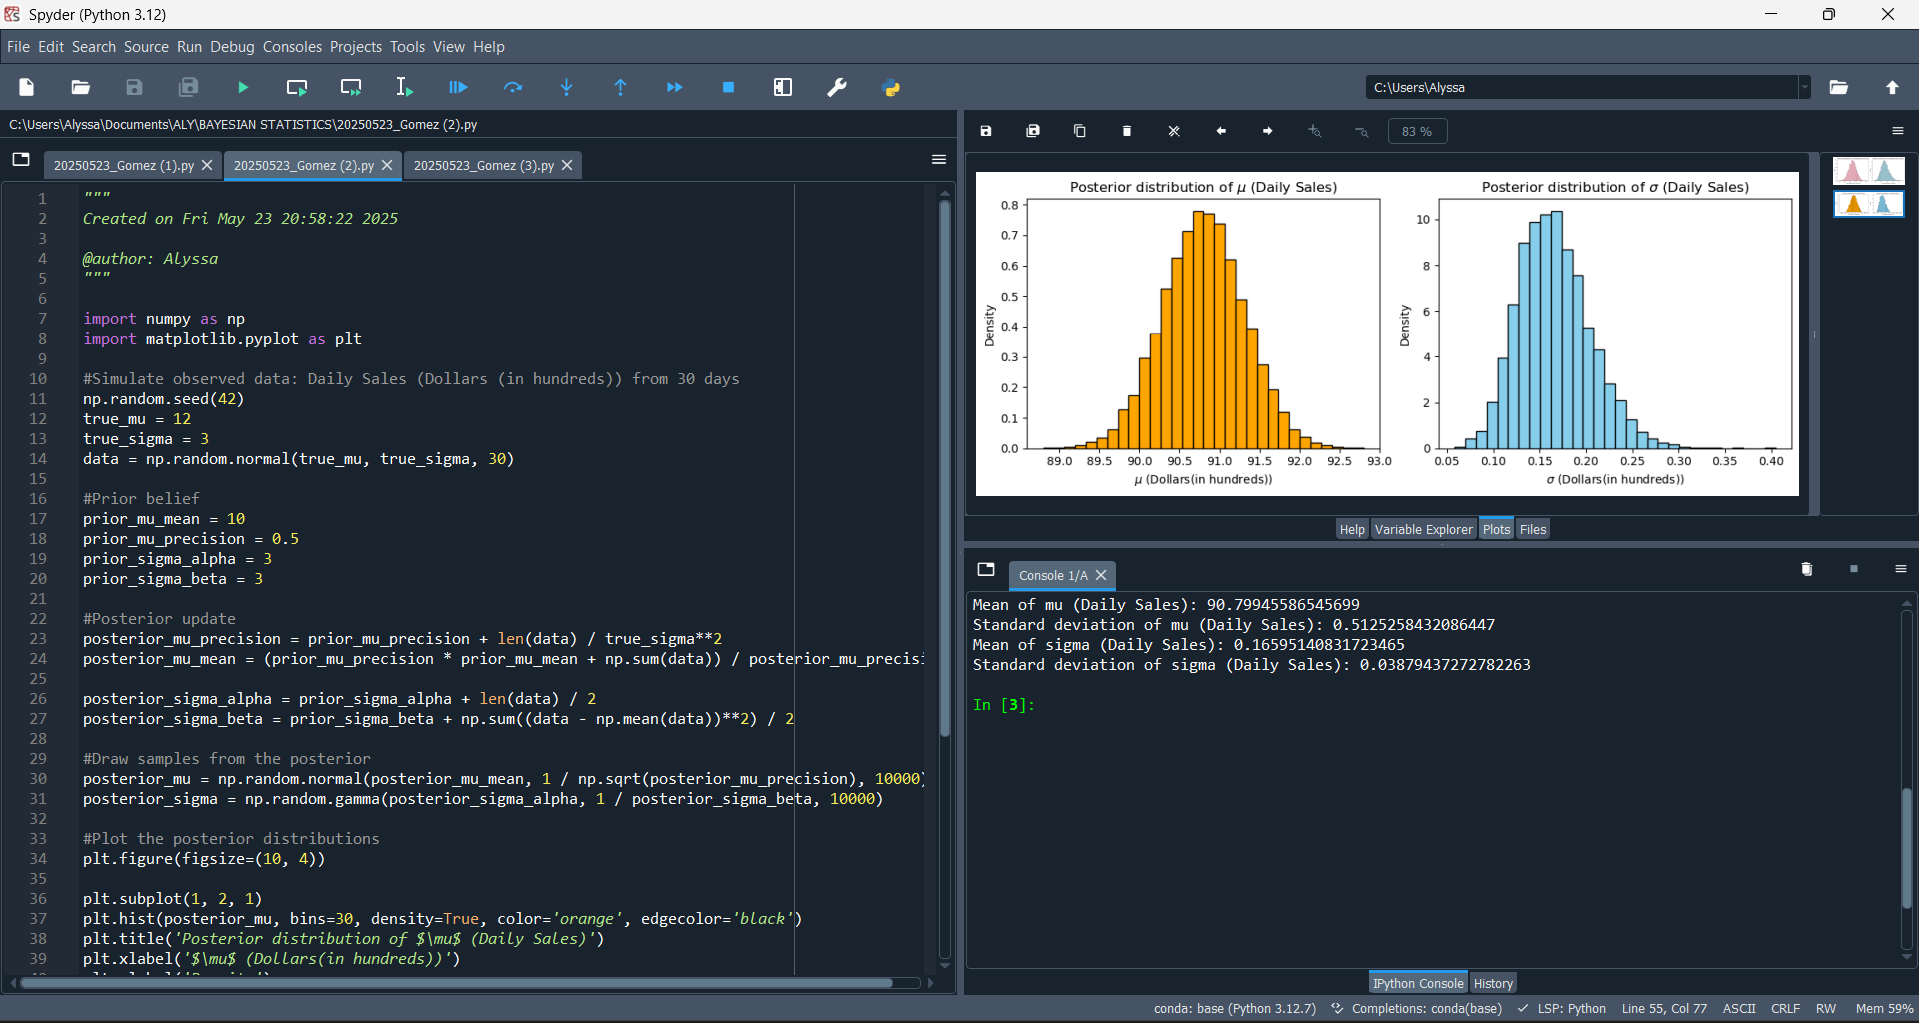 Spyder (Python 3.12)
File Edit Search Source Run Debug Consoles Projects Tools View Help
C:\Users\Alyssa
C:\Users\Alyssa\Documents\ALY\BAYESIAN STATISTICS\20250523_Gomez (2).py
20250523_Gomez (1).py
20250523_Gomez (2).py
20250523_Gomez (3).py
1 """
2 Created on Fri May 23 20:58:22 2025
3
4 @author: Alyssa
5 """
6
7 import numpy as np
8 import matplotlib.pyplot as plt
9
10 #Simulate observed data: Daily Sales (Dollars (in hundreds)) from 30 days
11 np.random.seed(42)
12 true_mu = 12
13 true_sigma = 3
14 data = np.random.normal(true_mu, true_sigma, 30)
15
16 #Prior belief
17 prior_mu_mean = 10
18 prior_mu_precision = 0.5
19 prior_sigma_alpha = 3
20 prior_sigma_beta = 3
21
22 #Posterior update
23 posterior_mu_precision = prior_mu_precision + len(data) / true_sigma**2
24 posterior_mu_mean = (prior_mu_precision * prior_mu_mean + np.sum(data)) / posterior_mu_precisi
25
26 posterior_sigma_alpha = prior_sigma_alpha + len(data) / 2
27 posterior_sigma_beta = prior_sigma_beta + np.sum((data - np.mean(data))**2) / 2
28
29 #Draw samples from the posterior
30 posterior_mu = np.random.normal(posterior_mu_mean, 1 / np.sqrt(posterior_mu_precision), 10000)
31 posterior_sigma = np.random.gamma(posterior_sigma_alpha, 1 / posterior_sigma_beta, 10000)
32
33 #Plot the posterior distributions
34 plt.figure(figsize=(10, 4))
35
36 plt.subplot(1, 2, 1)
37 plt.hist(posterior_mu, bins=30, density=True, color='orange', edgecolor='black')
38 plt.title('Posterior distribution of $\mu$ (Daily Sales)')
39 plt.xlabel('$\mu$ (Dollars(in hundreds))')
83 %
Posterior distribution of μ (Daily Sales)
Density
0.8
0.7
0.6
0.5
0.4
0.3
0.2
0.1
0.0
89.0 89.5 90.0 90.5 91.0 91.5 92.0 92.5 93.0
μ (Dollars(in hundreds))
Posterior distribution of σ (Daily Sales)
Density
10
8
6
4
2
0
0.05 0.10 0.15 0.20 0.25 0.30 0.35 0.40
σ (Dollars(in hundreds))
Help Variable Explorer Plots Files
Console 1/A
Mean of mu (Daily Sales): 90.79945586545699
Standard deviation of mu (Daily Sales): 0.5125258432086447
Mean of sigma (Daily Sales): 0.16595140831723465
Standard deviation of sigma (Daily Sales): 0.03879437272782263
In [3]:
IPython Console History
conda: base (Python 3.12.7) Completions: conda(base) LSP: Python Line 55, Col 77 ASCII CRLF RW Mem 59%